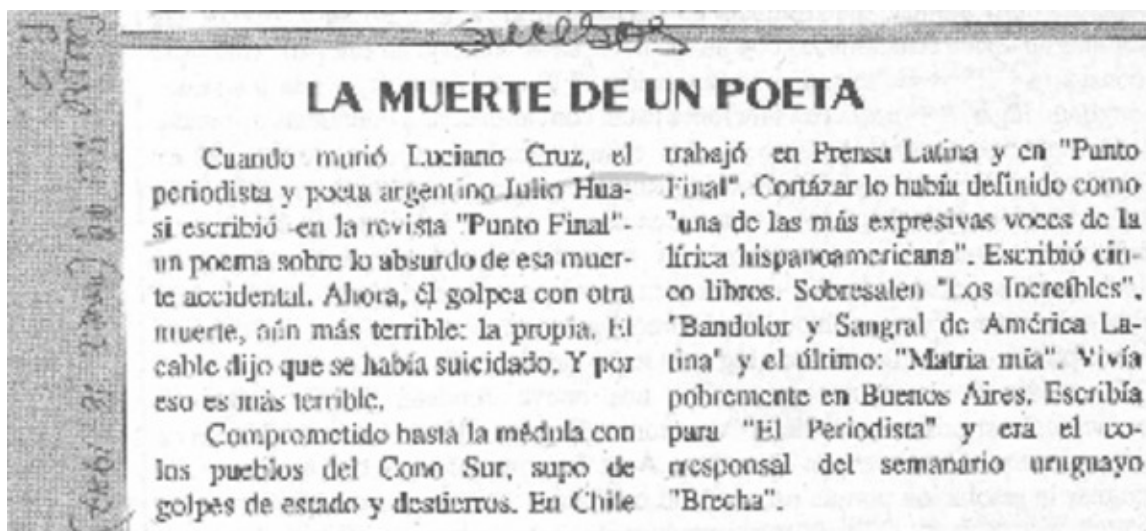 sucesos
LA MUERTE DE UN POETA
Cuando murió Luciano Cruz, el
periodista y poeta argentino Julio Hua-
si escribió -en la revista "Punto Final"-
un poema sobre lo absurdo de esa muer-
te accidental. Ahora, él golpea con otra
muerte, aún más terrible: la propia. El
cable dijo que se había suicidado. Y por
eso es más terrible.
Comprometido hasta la médula con
los pueblos del Cono Sur, supo de
golpes de estado y destierros. En Chile
trabajó en Prensa Latina y en "Punto
Final". Cortázar lo había definido como
"una de las más expresivas voces de la
lírica hispanoamericana". Escribió cin-
co libros. Sobresalen "Los Increíbles",
"Bandolor y Sangral de América La-
tina" y el último: "Matria mía". Vivía
pobremente en Buenos Aires. Escribía
para "El Periodista" y era el co-
rresponsal del semanario uruguayo
"Brecha".